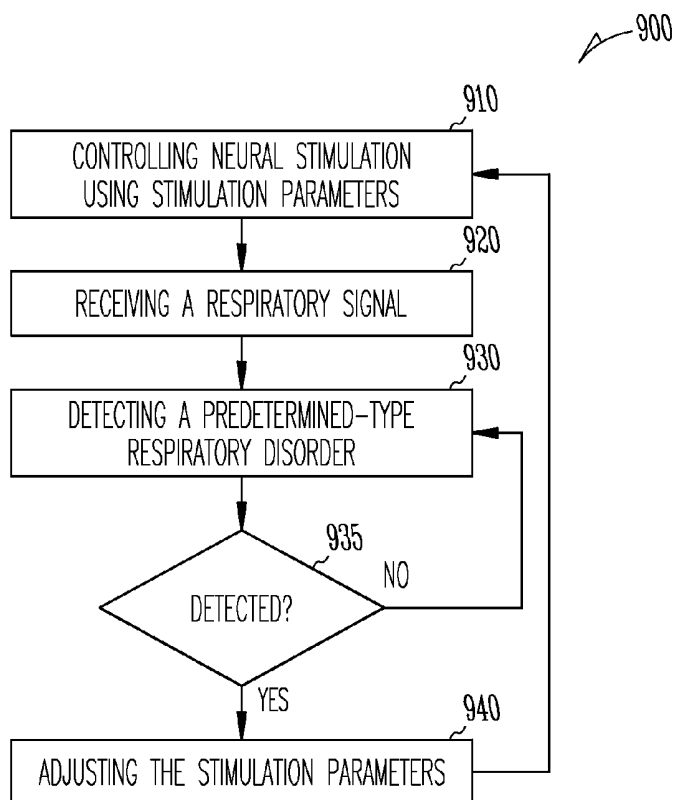 900
910
CONTROLLING NEURAL STIMULATION
USING STIMULATION PARAMETERS
920
RECEIVING A RESPIRATORY SIGNAL
930
DETECTING A PREDETERMINED-TYPE
RESPIRATORY DISORDER
935
DETECTED?
NO
YES
940
ADJUSTING THE STIMULATION PARAMETERS